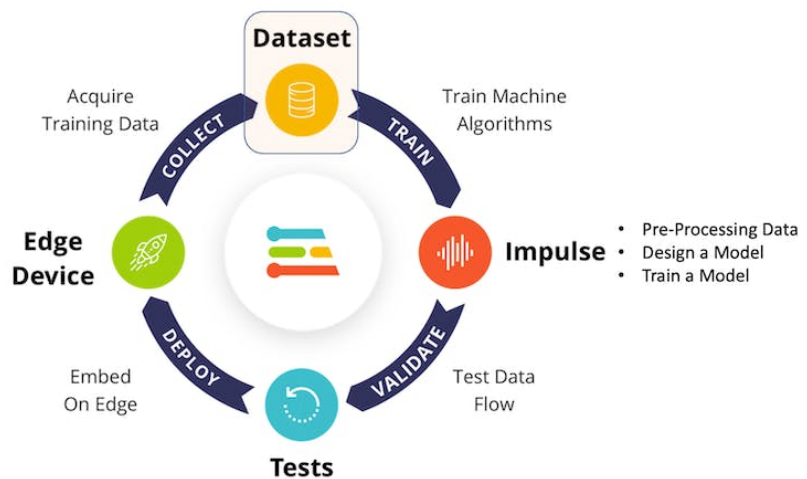 Dataset
Acquire
Training Data
COLLECT
TRAIN
Train Machine
Algorithms
Edge
Device
Impulse
• Pre-Processing Data
• Design a Model
• Train a Model
DEPLOY
VALIDATE
Embed
On Edge
Test Data
Flow
Tests